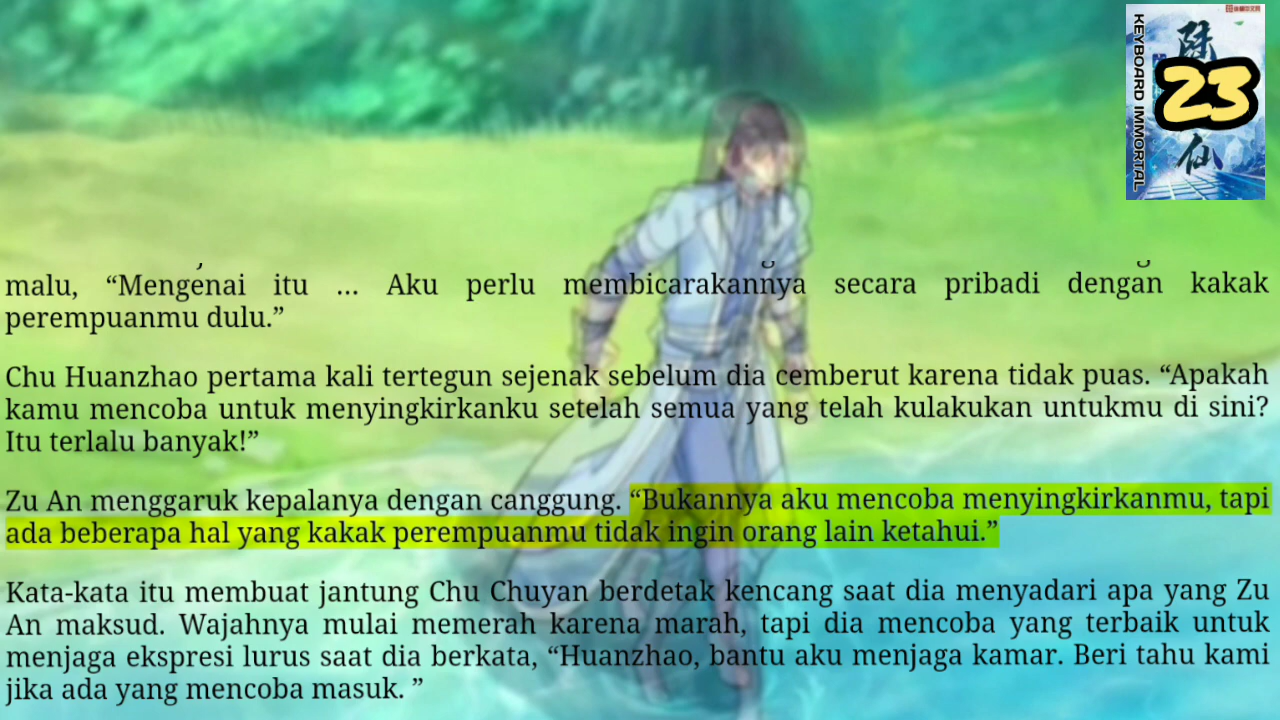 陆
仙
KEYBOARD IMMORTAL
23
malu, “Mengenai itu … Aku perlu membicarakannya secara pribadi dengan kakak
perempuanmu dulu.”
Chu Huanzhao pertama kali tertegun sejenak sebelum dia cemberut karena tidak puas. “Apakah
kamu mencoba untuk menyingkirkanku setelah semua yang telah kulakukan untukmu di sini?
Itu terlalu banyak!”
Zu An menggaruk kepalanya dengan canggung. “Bukannya aku mencoba menyingkirkanmu, tapi
ada beberapa hal yang kakak perempuanmu tidak ingin orang lain ketahui.”
Kata-kata itu membuat jantung Chu Chuyan berdetak kencang saat dia menyadari apa yang Zu
An maksud. Wajahnya mulai memerah karena marah, tapi dia mencoba yang terbaik untuk
menjaga ekspresi lurus saat dia berkata, “Huanzhao, bantu aku menjaga kamar. Beri tahu kami
jika ada yang mencoba masuk. ”